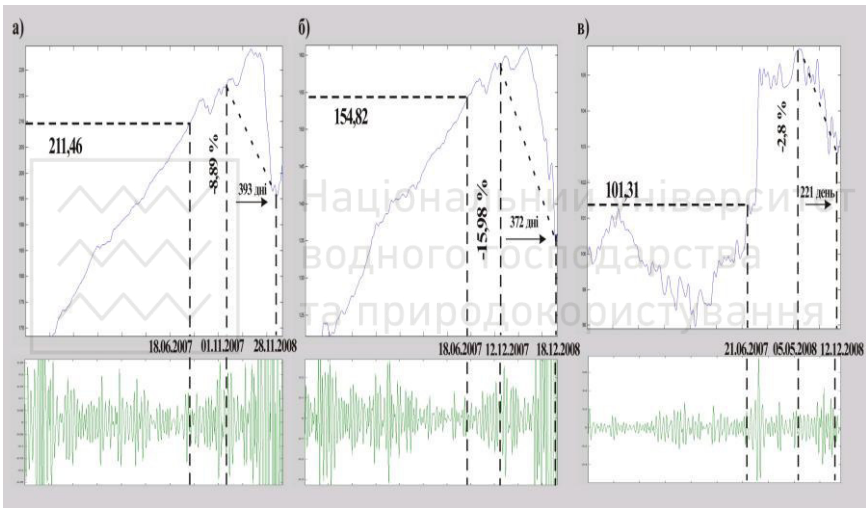 а)
211,46
-8,89 %
393 дні
18.06.2007 01.11.2007 28.11.2008
б)
154,82
-15,98 %
372 дні
18.06.2007 12.12.2007 18.12.2008
в)
101,31
-2,8 %
221 день
21.06.2007 05.05.2008 12.12.2008
Національний університет
водного господарства
та природокористування